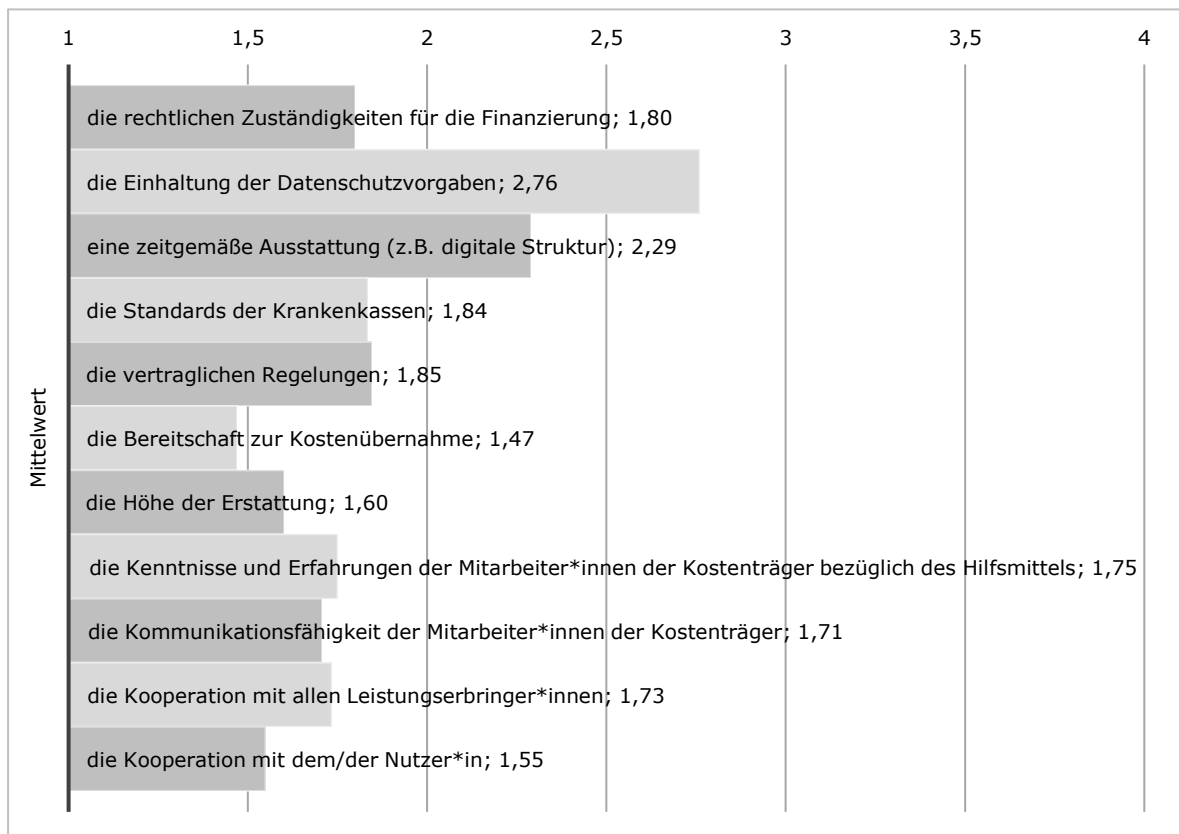 1 1,5 2 2,5 3 3,5 4
die rechtlichen Zuständigkeiten für die Finanzierung; 1,80
die Einhaltung der Datenschutzvorgaben; 2,76
eine zeitgemäße Ausstattung (z.B. digitale Struktur); 2,29
die Standards der Krankenkassen; 1,84
die vertraglichen Regelungen; 1,85
die Bereitschaft zur Kostenübernahme; 1,47
die Höhe der Erstattung; 1,60
die Kenntnisse und Erfahrungen der Mitarbeiter*innen der Kostenträger bezüglich des Hilfsmittels; 1,75
die Kommunikationsfähigkeit der Mitarbeiter*innen der Kostenträger; 1,71
die Kooperation mit allen Leistungserbringer*innen; 1,73
die Kooperation mit dem/der Nutzer*in; 1,55
Mittelwert